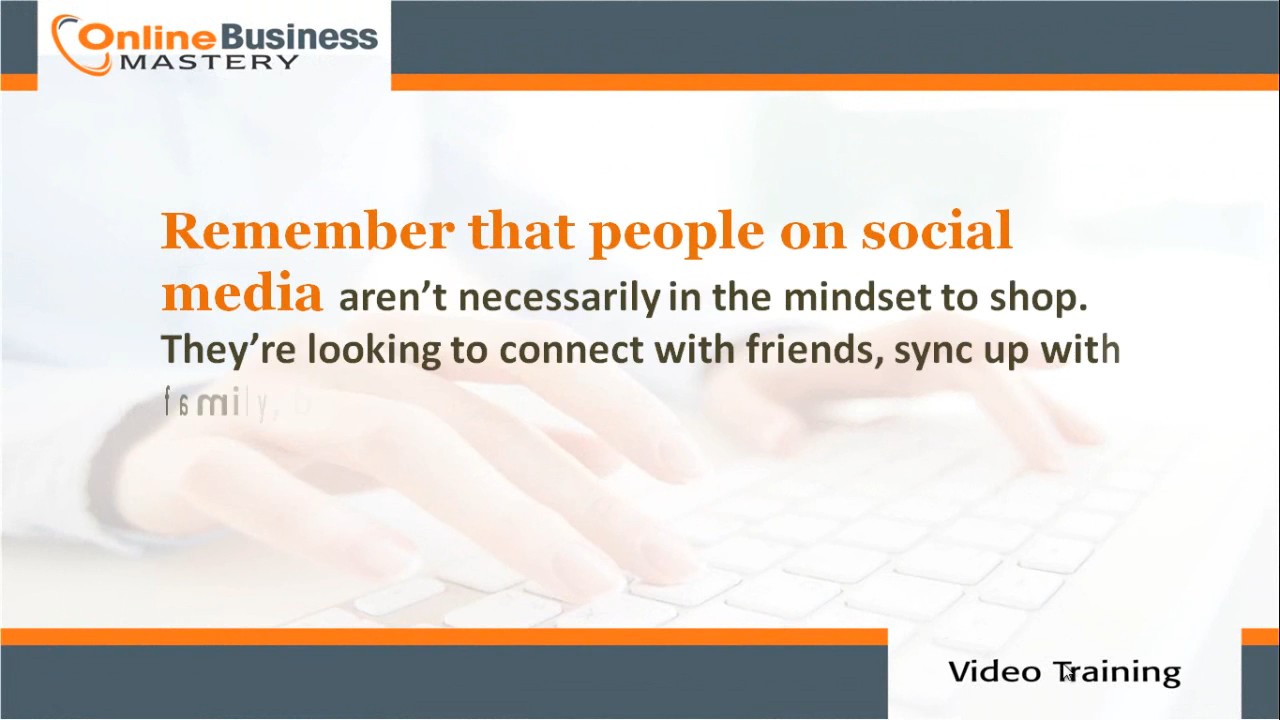 Online Business
MASTERY
Remember that people on social
media aren’t necessarily in the mindset to shop.
They’re looking to connect with friends, sync up with
family,
Video Training